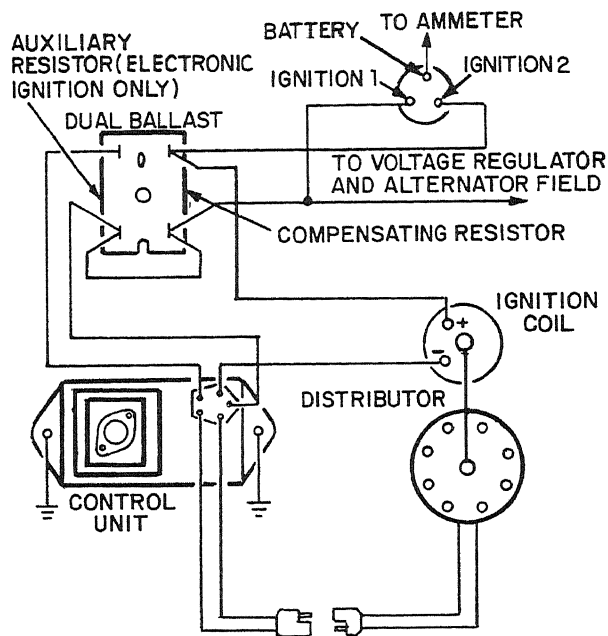 TO AMMETER
BATTERY
AUXILIARY
RESISTOR(ELECTRONIC
IGNITION ONLY)
IGNITION 1
IGNITION 2
DUAL BALLAST
TO VOLTAGE REGULATOR
AND ALTERNATOR FIELD
COMPENSATING RESISTOR
IGNITION
COIL
+
-
DISTRIBUTOR
CONTROL
UNIT